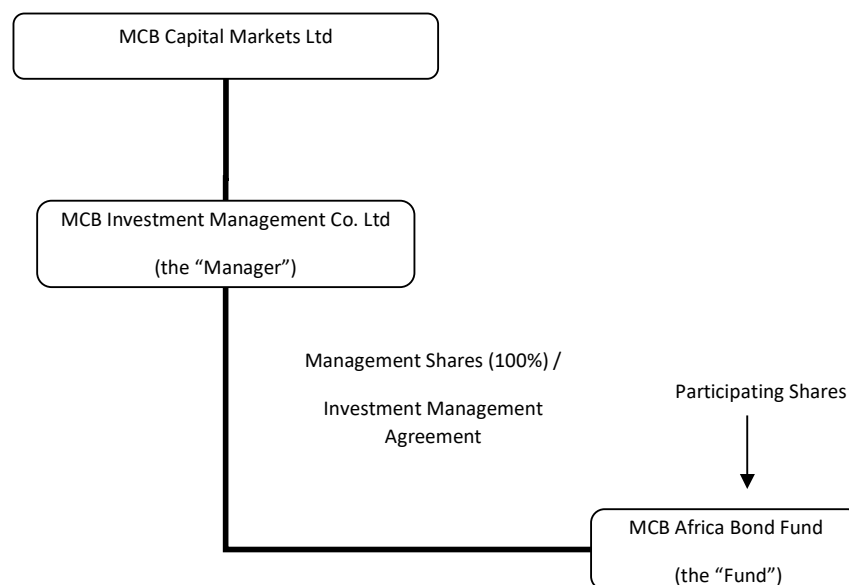 MCB Capital Markets Ltd
MCB Investment Management Co. Ltd
(the “Manager”)
Management Shares (100%) /
Investment Management
Agreement
Participating Shares
MCB Africa Bond Fund
(the “Fund”)